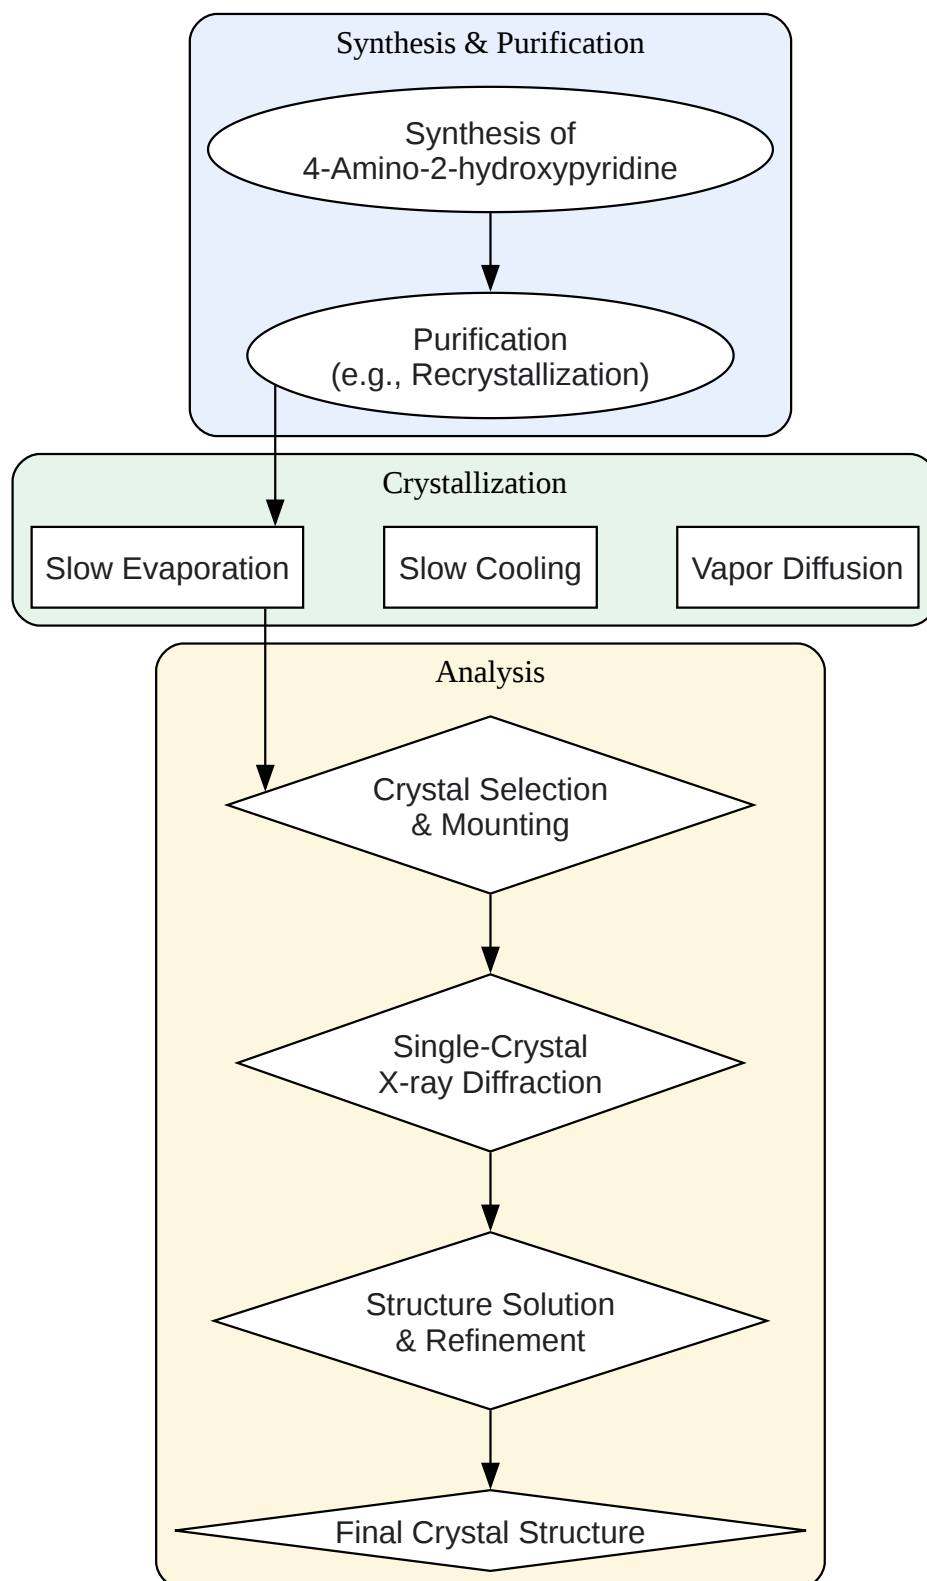 Synthesis & Purification
Synthesis of
4-Amino-2-hydroxypyridine
Purification
(e.g., Recrystallization)
Crystallization
Slow Evaporation
Slow Cooling
Vapor Diffusion
Analysis
Crystal Selection
& Mounting
Single-Crystal
X-ray Diffraction
Structure Solution
& Refinement
Final Crystal Structure